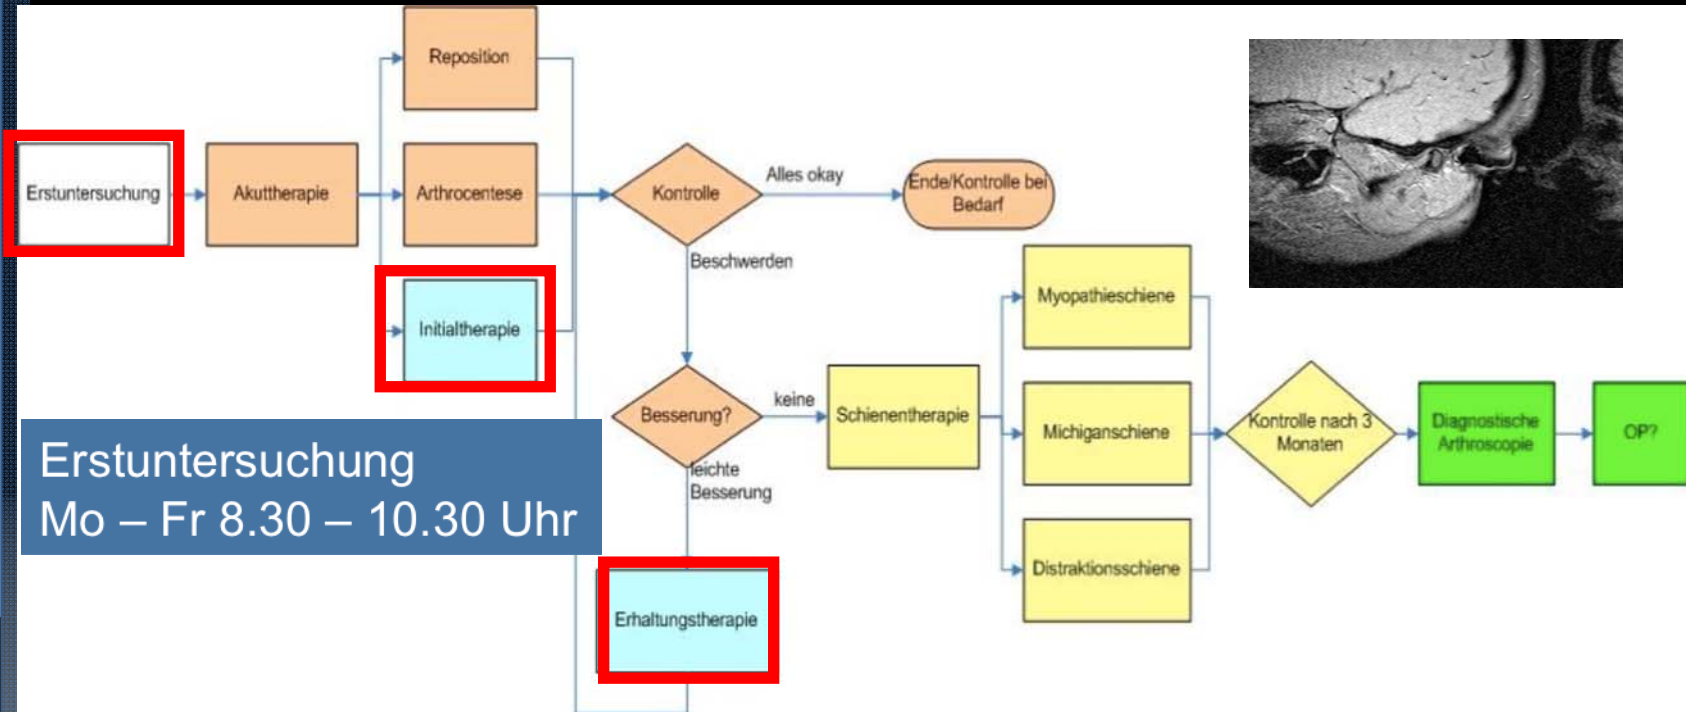 Reposition
Erstuntersuchung
Akuttherapie
Arthrocentese
Kontrolle
Alles okay
Ende/Kontrolle bei
Bedarf
Beschwerden
Initialtherapie
Myopathieschiene
Besserung?
keine
Schienentherapie
Michiganschiene
Kontrolle nach 3
Monaten
Diagnostische
Arthroscopie
OP?
leichte
Besserung
Erstuntersuchung
Mo – Fr 8.30 – 10.30 Uhr
Distraktionsschiene
Erhaltungstherapie